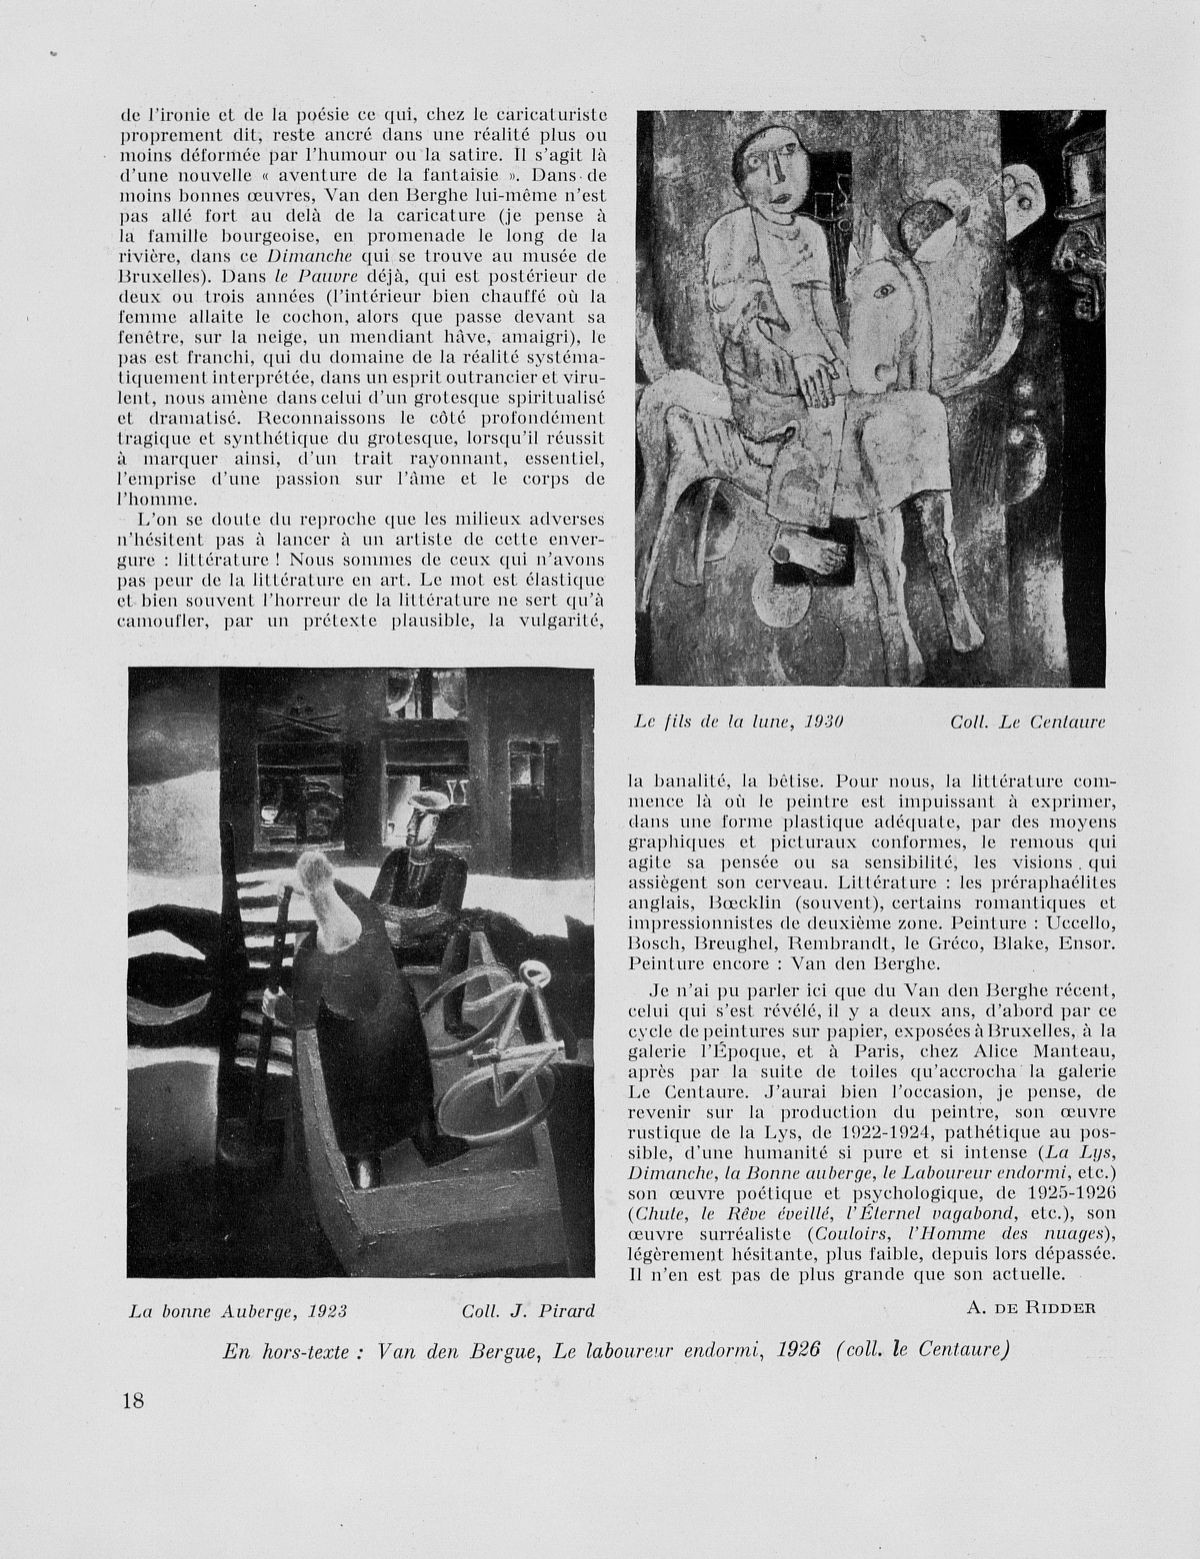 de l'ironie et de la poésie ce qui, chez le caricaturiste
proprement dit, reste ancré dans une réalité plus ou
moins déformée par l'humour ou la satire. Il s'agit là
d'une nouvelle « aventure de la fantaisie ». Dans de
moins bonnes œuvres, Van den Berghe lui-même n'est
pas allé fort au delà de la caricature (je pense à
la famille bourgeoise, en promenade le long de la
rivière, dans ce Dimanche qui se trouve au musée de
Bruxelles). Dans le Pauvre déjà, qui est postérieur de
deux ou trois années (l'intérieur bien chauffé où la
femme allaite le cochon, alors que passe devant sa
fenêtre, sur la neige, un mendiant hâve, amaigri), le
pas est franchi, qui du domaine de la réalité systéma-
tiquement interprétée, dans un esprit outrancier et viru-
lent, nous amène dans celui d'un grotesque spiritualisé
et dramatisé. Reconnaissons le côté profondément
tragique et synthétique du grotesque, lorsqu'il réussit
à marquer ainsi, d'un trait rayonnant, essentiel,
l'emprise d'une passion sur l'âme et le corps de
l'homme.
L'on se doute du reproche que les milieux adverses
n'hésitent pas à lancer à un artiste de cette enver-
gure : littérature ! Nous sommes de ceux qui n'avons
pas peur de la littérature en art. Le mot est élastique
et bien souvent l'horreur de la littérature ne sert qu'à
camoufler, par un prétexte plausible, la vulgarité,
Le fils de la lune, 1930 Coll. Le Centaure
la banalité, la bêtise. Pour nous, la littérature com-
mence là où le peintre est impuissant à exprimer,
dans une forme plastique adéquate, par des moyens
graphiques et picturaux conformes, le remous qui
agite sa pensée ou sa sensibilité, les visions qui
assiègent son cerveau. Littérature : les préraphaélites
anglais, Bœcklin (souvent), certains romantiques et
impressionnistes de deuxième zone. Peinture : Uccello,
Bosch, Breughel, Rembrandt, le Gréco, Blake, Ensor.
Peinture encore : Van den Berghe.
Je n'ai pu parler ici que du Van den Berghe récent,
celui qui s'est révélé, il y a deux ans, d'abord par ce
cycle de peintures sur papier, exposées à Bruxelles, à la
galerie l'Époque, et à Paris, chez Alice Manteau,
après par la suite de toiles qu'accrocha la galerie
Le Centaure. J'aurai bien l'occasion, je pense, de
revenir sur la production du peintre, son œuvre
rustique de la Lys, de 1922-1924, pathétique au pos-
sible, d'une humanité si pure et si intense (La Lys,
Dimanche, la Bonne auberge, le Laboureur endormi, etc.)
son œuvre poétique et psychologique, de 1925-1926
(Chute, le Rêve éveillé, l'Éternel vagabond, etc.), son
œuvre surréaliste (Couloirs, l'Homme des nuages),
légèrement hésitante, plus faible, depuis lors dépassée.
Il n'en est pas de plus grande que son actuelle.
A. DE RIDDER
La bonne Auberge, 1923 Coll. J. Pirard
En hors-texte : Van den Bergue, Le laboureur endormi, 1926 (coll. le Centaure)
18